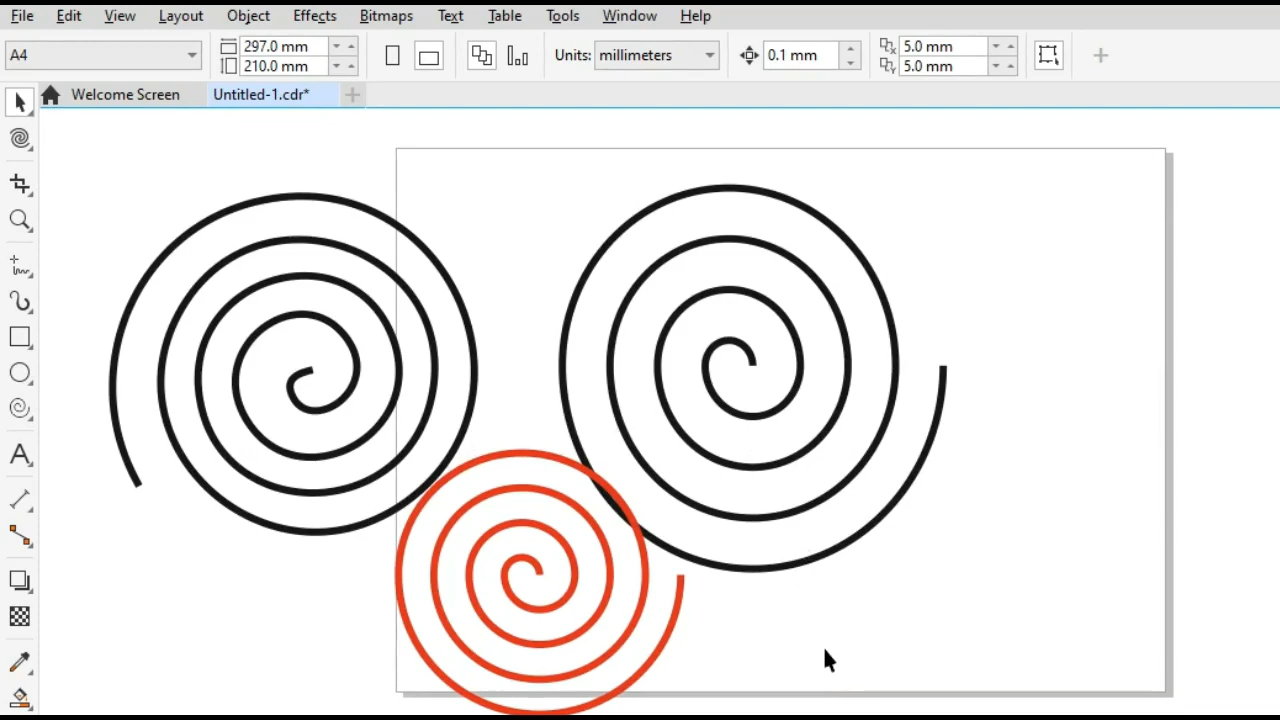 File Edit View Layout Object Effects Bitmaps Text Table Tools Window Help
A4 297.0 mm 210.0 mm Units: millimeters 0.1 mm 5.0 mm 5.0 mm
Welcome Screen Untitled-1.cdr*